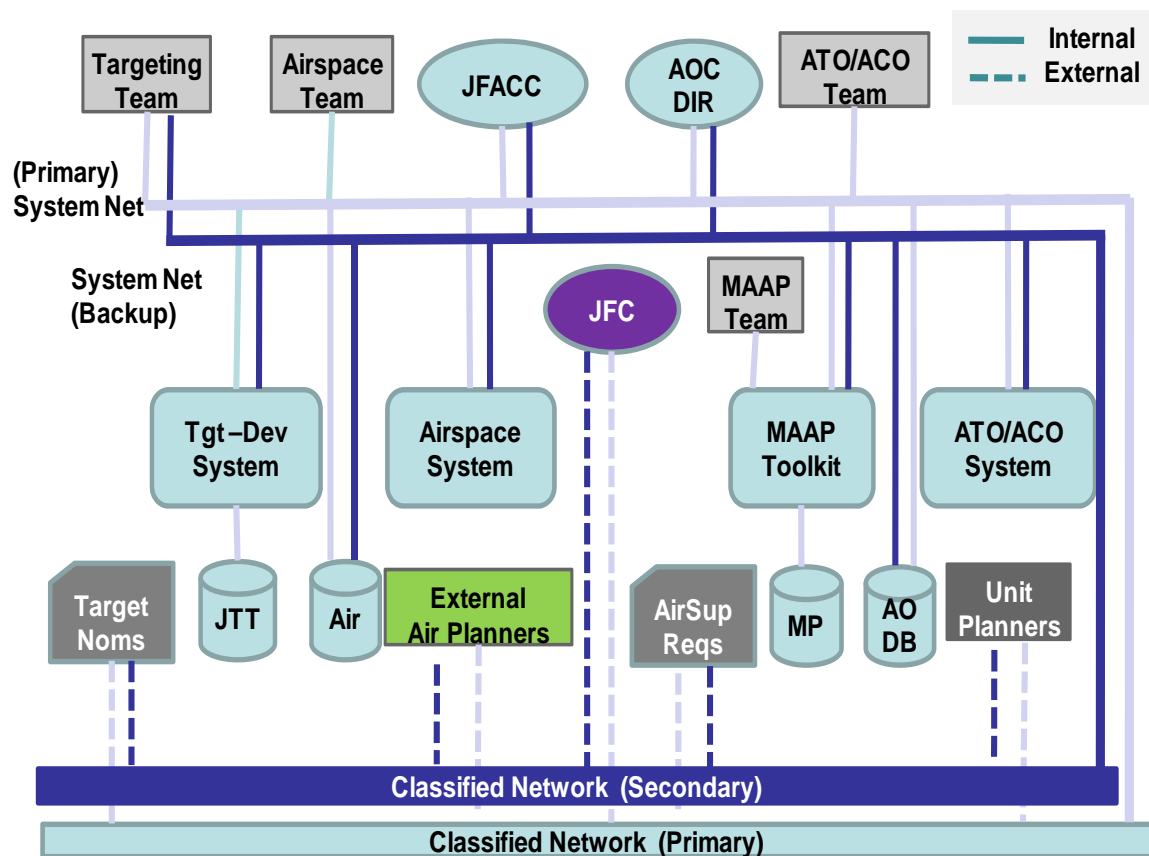 Targeting
Team
Airspace
Team
JFACC
AOC
DIR
ATO/ACO
Team
Internal
External
(Primary)
System Net
System Net
(Backup)
JFC
MAAP
Team
Tgt –Dev
System
Airspace
System
MAAP
Toolkit
ATO/ACO
System
Target
Noms
JTT
Air
External
Air Planners
AirSup
Reqs
MP
AO
DB
Unit
Planners
Classified Network (Secondary)
Classified Network (Primary)